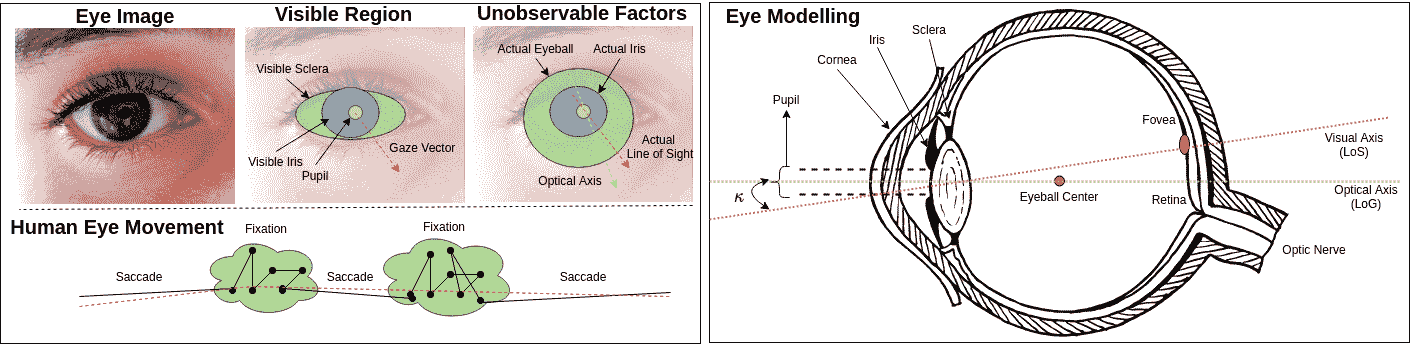 Eye Image
Visible Region
Unobservable Factors
Visible Sclera
Visible Iris
Pupil
Gaze Vector
Actual Eyeball
Actual Iris
Actual
Line of Sight
Optical Axis
Human Eye Movement
Fixation
Fixation
Saccade
Saccade
Saccade
Eye Modelling
Sclera
Iris
Cornea
Pupil
κ
Fovea
Visual Axis
(LoS)
Eyeball Center
Retina
Optical Axis
(LoG)
Optic Nerve